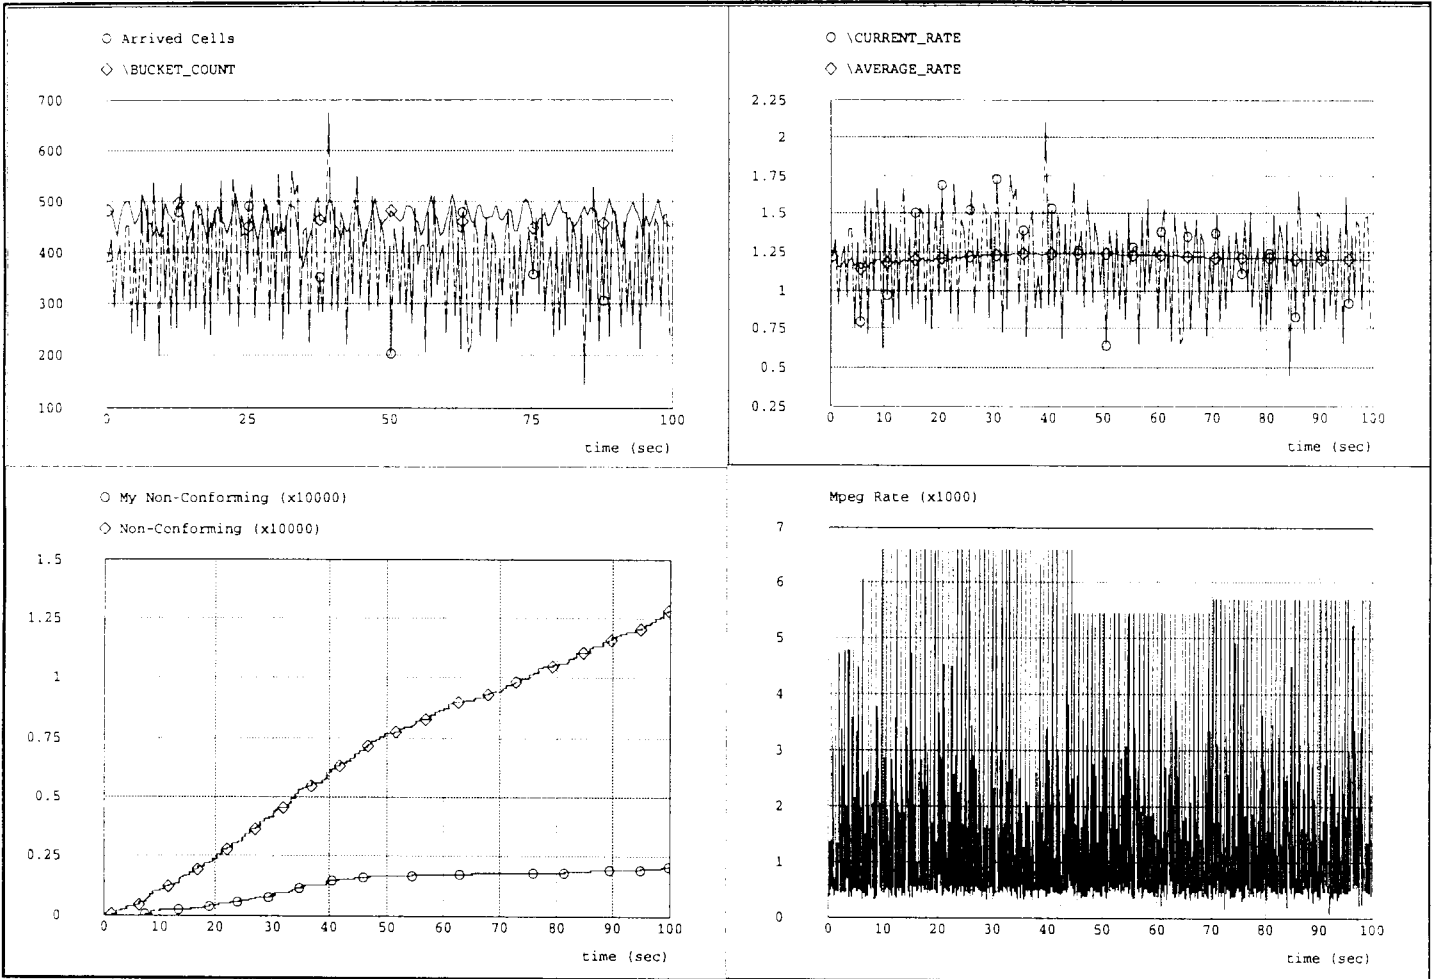 Arrived Cells
\BUCKET_COUNT
700
600
500
400
300
200
100
0 25 50 75 100
time (sec)
\CURRENT_RATE
\AVERAGE_RATE
2.25
2
1.75
1.5
1.25
1
0.75
0.5
0.25
0 10 20 30 40 50 60 70 80 90 100
time (sec)
My Non-Conforming (x10000)
Non-Conforming (x10000)
1.5
1.25
1
0.75
0.5
0.25
0
0 10 20 30 40 50 60 70 80 90 100
time (sec)
Mpeg Rate (x1000)
7
6
5
4
3
2
1
0
0 10 20 30 40 50 60 70 80 90 100
time (sec)